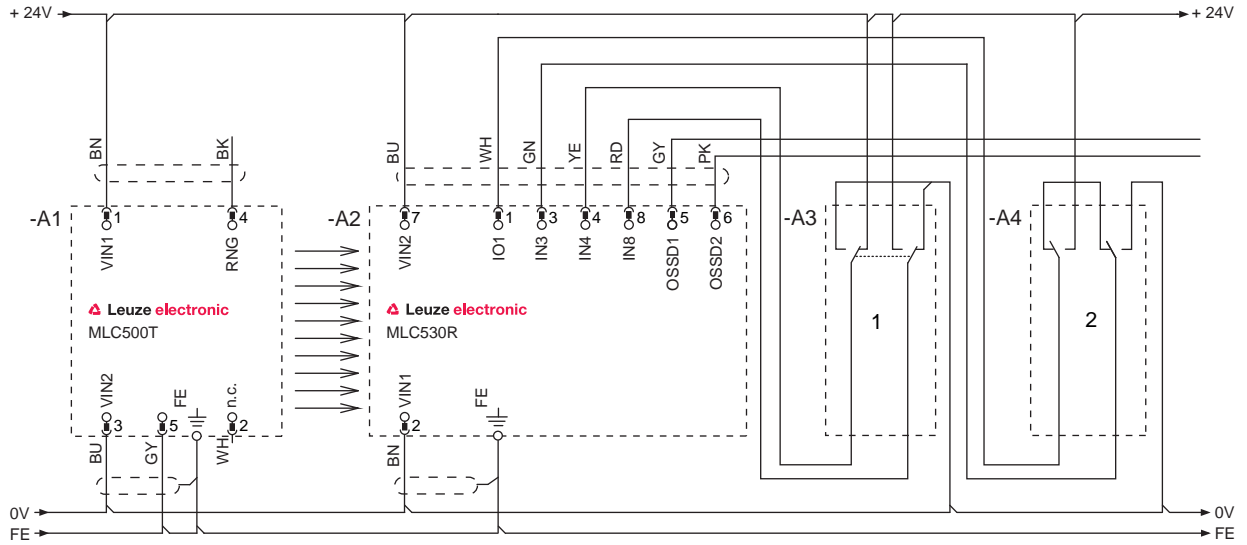 + 24V
+ 24V
BN
BK
BU
WH
GN
YE
RD
GY
PK
-A1
1
4
-A2
7
1
3
4
8
5
6
-A3
-A4
VIN1
RNG
VIN2
IO1
IN3
IN4
IN8
OSSD1
OSSD2
Leuze electronic
MLC500T
Leuze electronic
MLC530R
1
2
VIN2
FE
n.c.
VIN1
FE
3
5
2
2
BU
GY
WH
BN
0V
0V
FE
FE